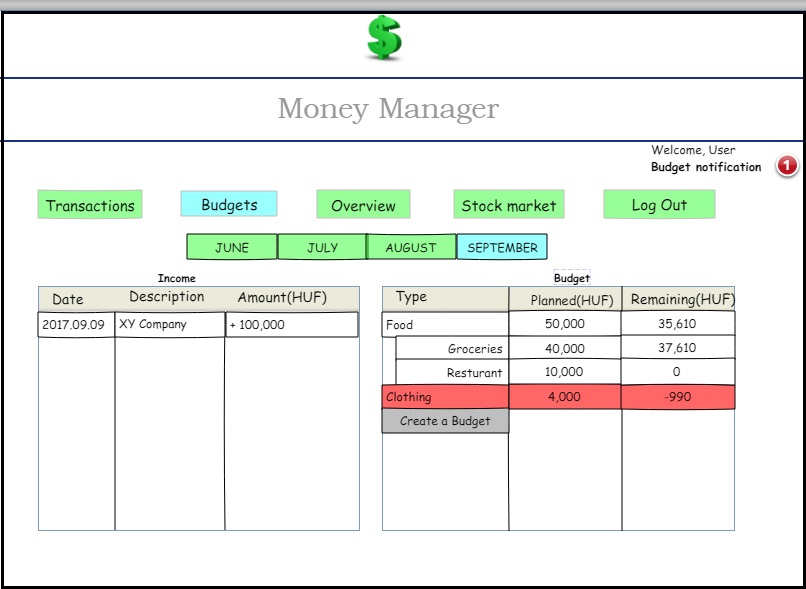 $
Money Manager
Welcome, User
Budget notification 1
Transactions Budgets Overview Stock market Log Out
JUNE JULY AUGUST SEPTEMBER
Income
Date Description Amount(HUF)
2017.09.09 XY Company + 100,000
Budget
Type Planned(HUF) Remaining(HUF)
Food 50,000 35,610
Groceries 40,000 37,610
Resturant 10,000 0
Clothing 4,000 -990
Create a Budget